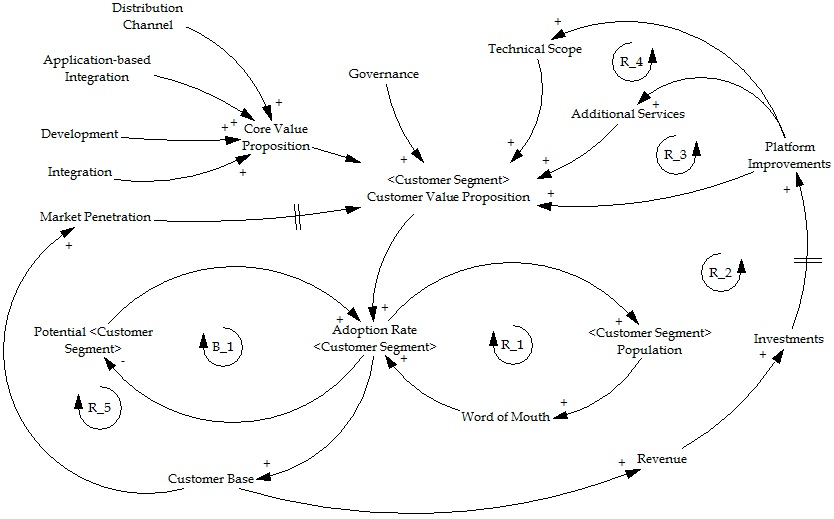 Distribution
Channel
+
Technical Scope
R_4
Application-based
Integration
Governance
+
+
Additional Services
Development
++
Core Value
Proposition
+
R_3
Platform
Improvements
Integration
+
+
+
<Customer Segment>
Customer Value Proposition
+
+
Market Penetration
+
R_2
Potential <Customer
Segment>
-
B_1
+
+
Adoption Rate
<Customer Segment>
+
R_1
+
<Customer Segment>
Population
Investments
+
R_5
Word of Mouth
+
Customer Base
+
+
Revenue